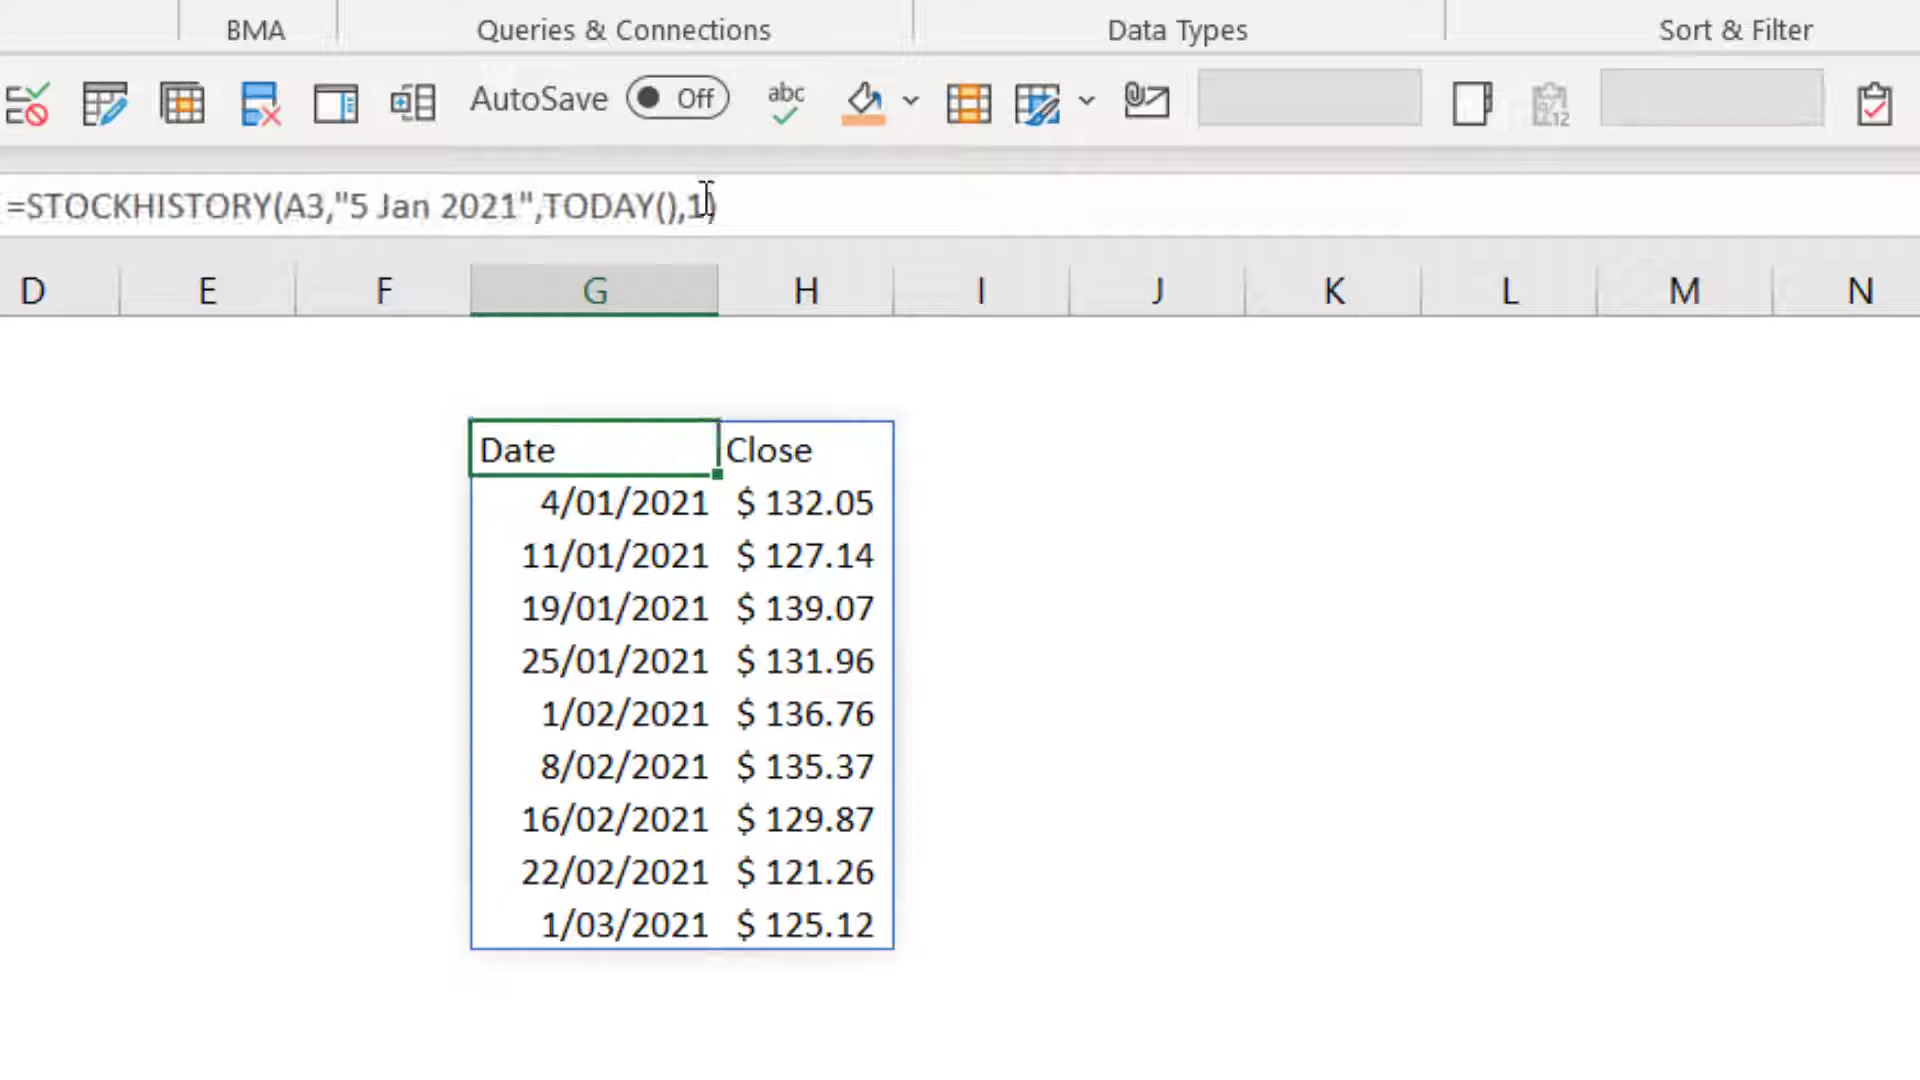 BMA Queries & Connections Data Types Sort & Filter
AutoSave Off abc 12
=STOCKHISTORY(A3,"5 Jan 2021",TODAY(),1)
D E F G H I J K L M N
Date Close
4/01/2021 $ 132.05
11/01/2021 $ 127.14
19/01/2021 $ 139.07
25/01/2021 $ 131.96
1/02/2021 $ 136.76
8/02/2021 $ 135.37
16/02/2021 $ 129.87
22/02/2021 $ 121.26
1/03/2021 $ 125.12